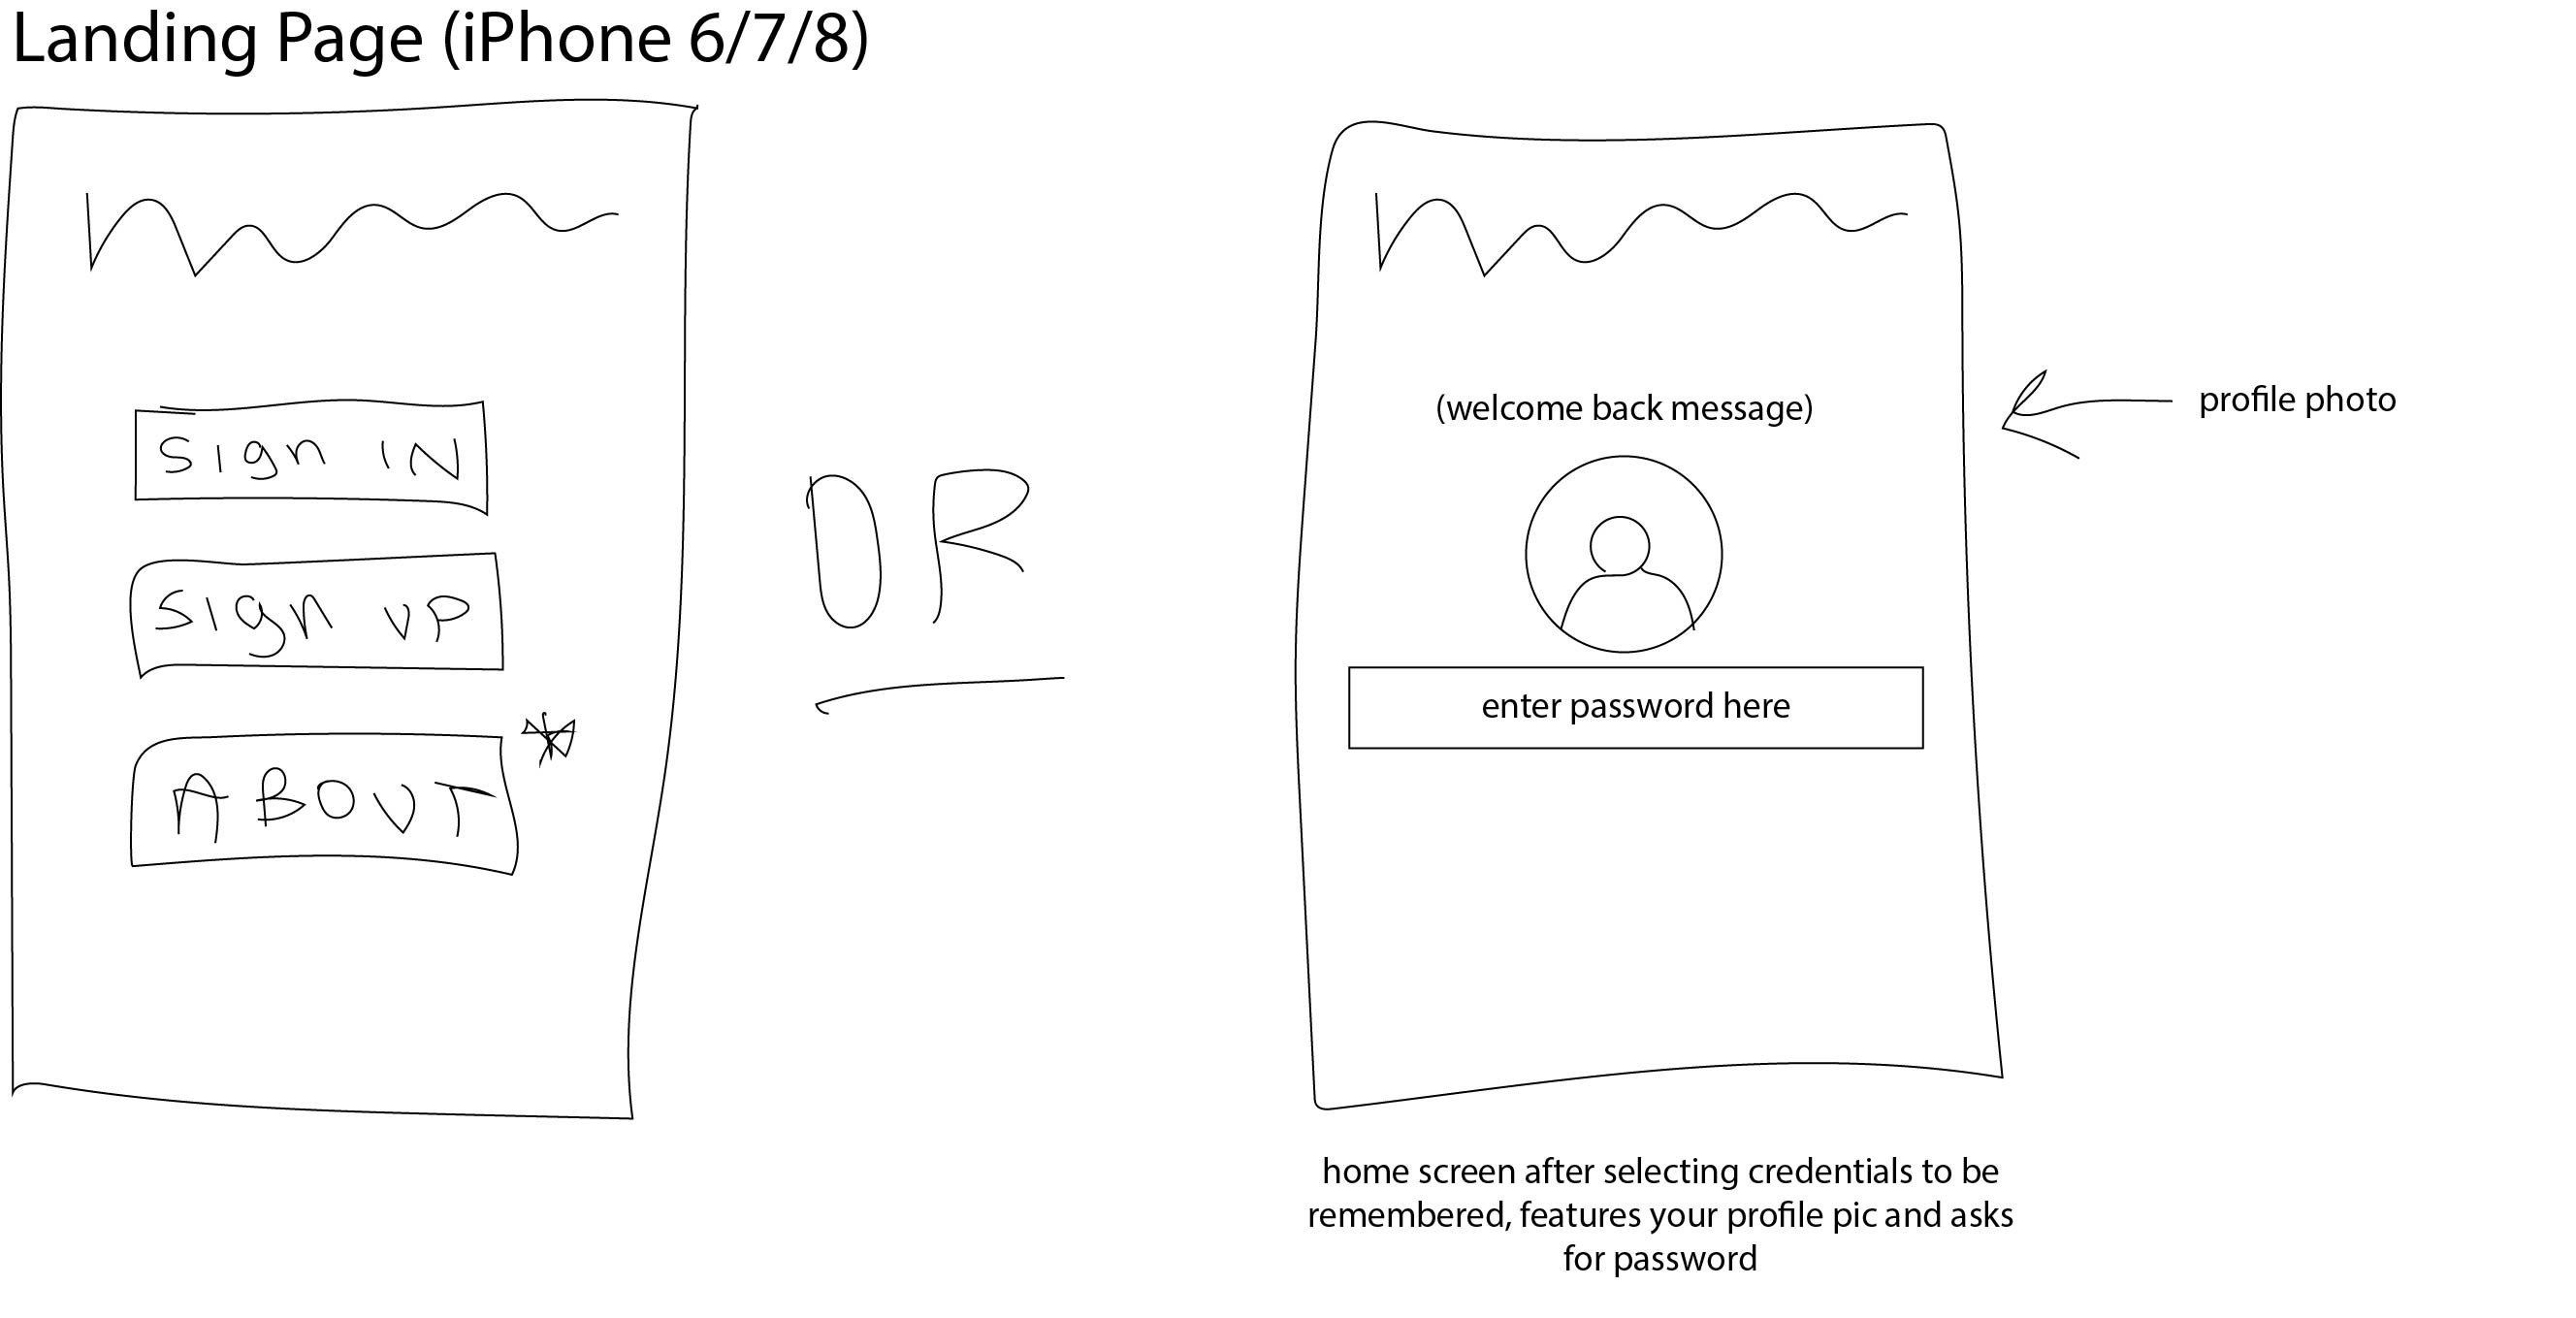 Landing Page (iPhone 6/7/8)
Sign IN
Sign UP
ABOUT *
OR
(welcome back message)
profile photo
enter password here
home screen after selecting credentials to be
remembered, features your profile pic and asks
for password